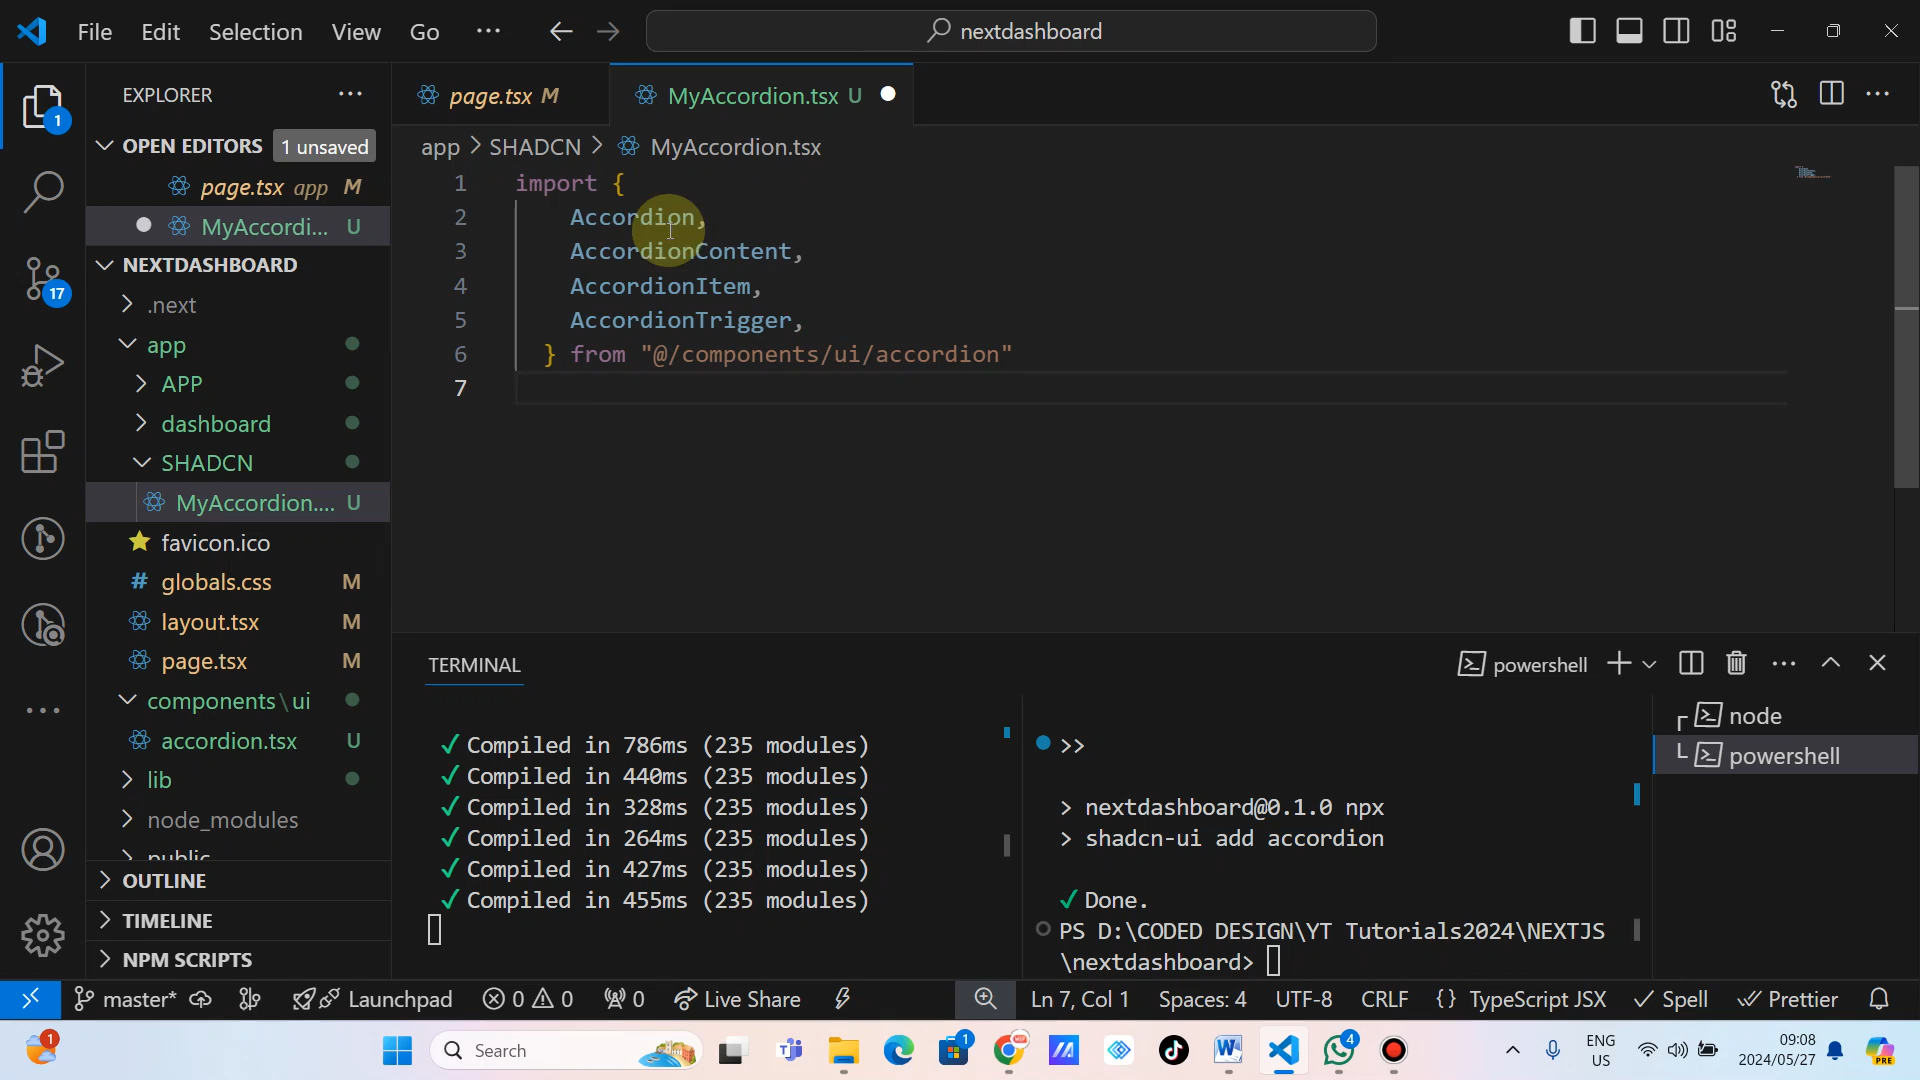 File Edit Selection View Go ··· nextdashboard
EXPLORER ···
1
OPEN EDITORS 1 unsaved
page.tsx app M
MyAccordi... U
NEXTDASHBOARD
.next
app
APP
dashboard
SHADCN
MyAccordion.... U
favicon.ico
# globals.css M
layout.tsx M
page.tsx M
components\ui
accordion.tsx U
lib
node_modules
public
OUTLINE
TIMELINE
NPM SCRIPTS
17
page.tsx M
MyAccordion.tsx U
app > SHADCN > MyAccordion.tsx
1 import {
2 Accordion,
3 AccordionContent,
4 AccordionItem,
5 AccordionTrigger,
6 } from "@/components/ui/accordion"
7
TERMINAL
powershell
✓ Compiled in 786ms (235 modules)
✓ Compiled in 440ms (235 modules)
✓ Compiled in 328ms (235 modules)
✓ Compiled in 264ms (235 modules)
✓ Compiled in 427ms (235 modules)
✓ Compiled in 455ms (235 modules)
>>
> nextdashboard@0.1.0 npx
> shadcn-ui add accordion
✓ Done.
PS D:\CODED DESIGN\YT Tutorials2024\NEXTJS
\nextdashboard>
node
powershell
master* Launchpad 0 0 0 Live Share Ln 7, Col 1 Spaces: 4 UTF-8 CRLF {} TypeScript JSX Spell Prettier
1 Search 1 4 ENG
US
09:08
2024/05/27
PRE